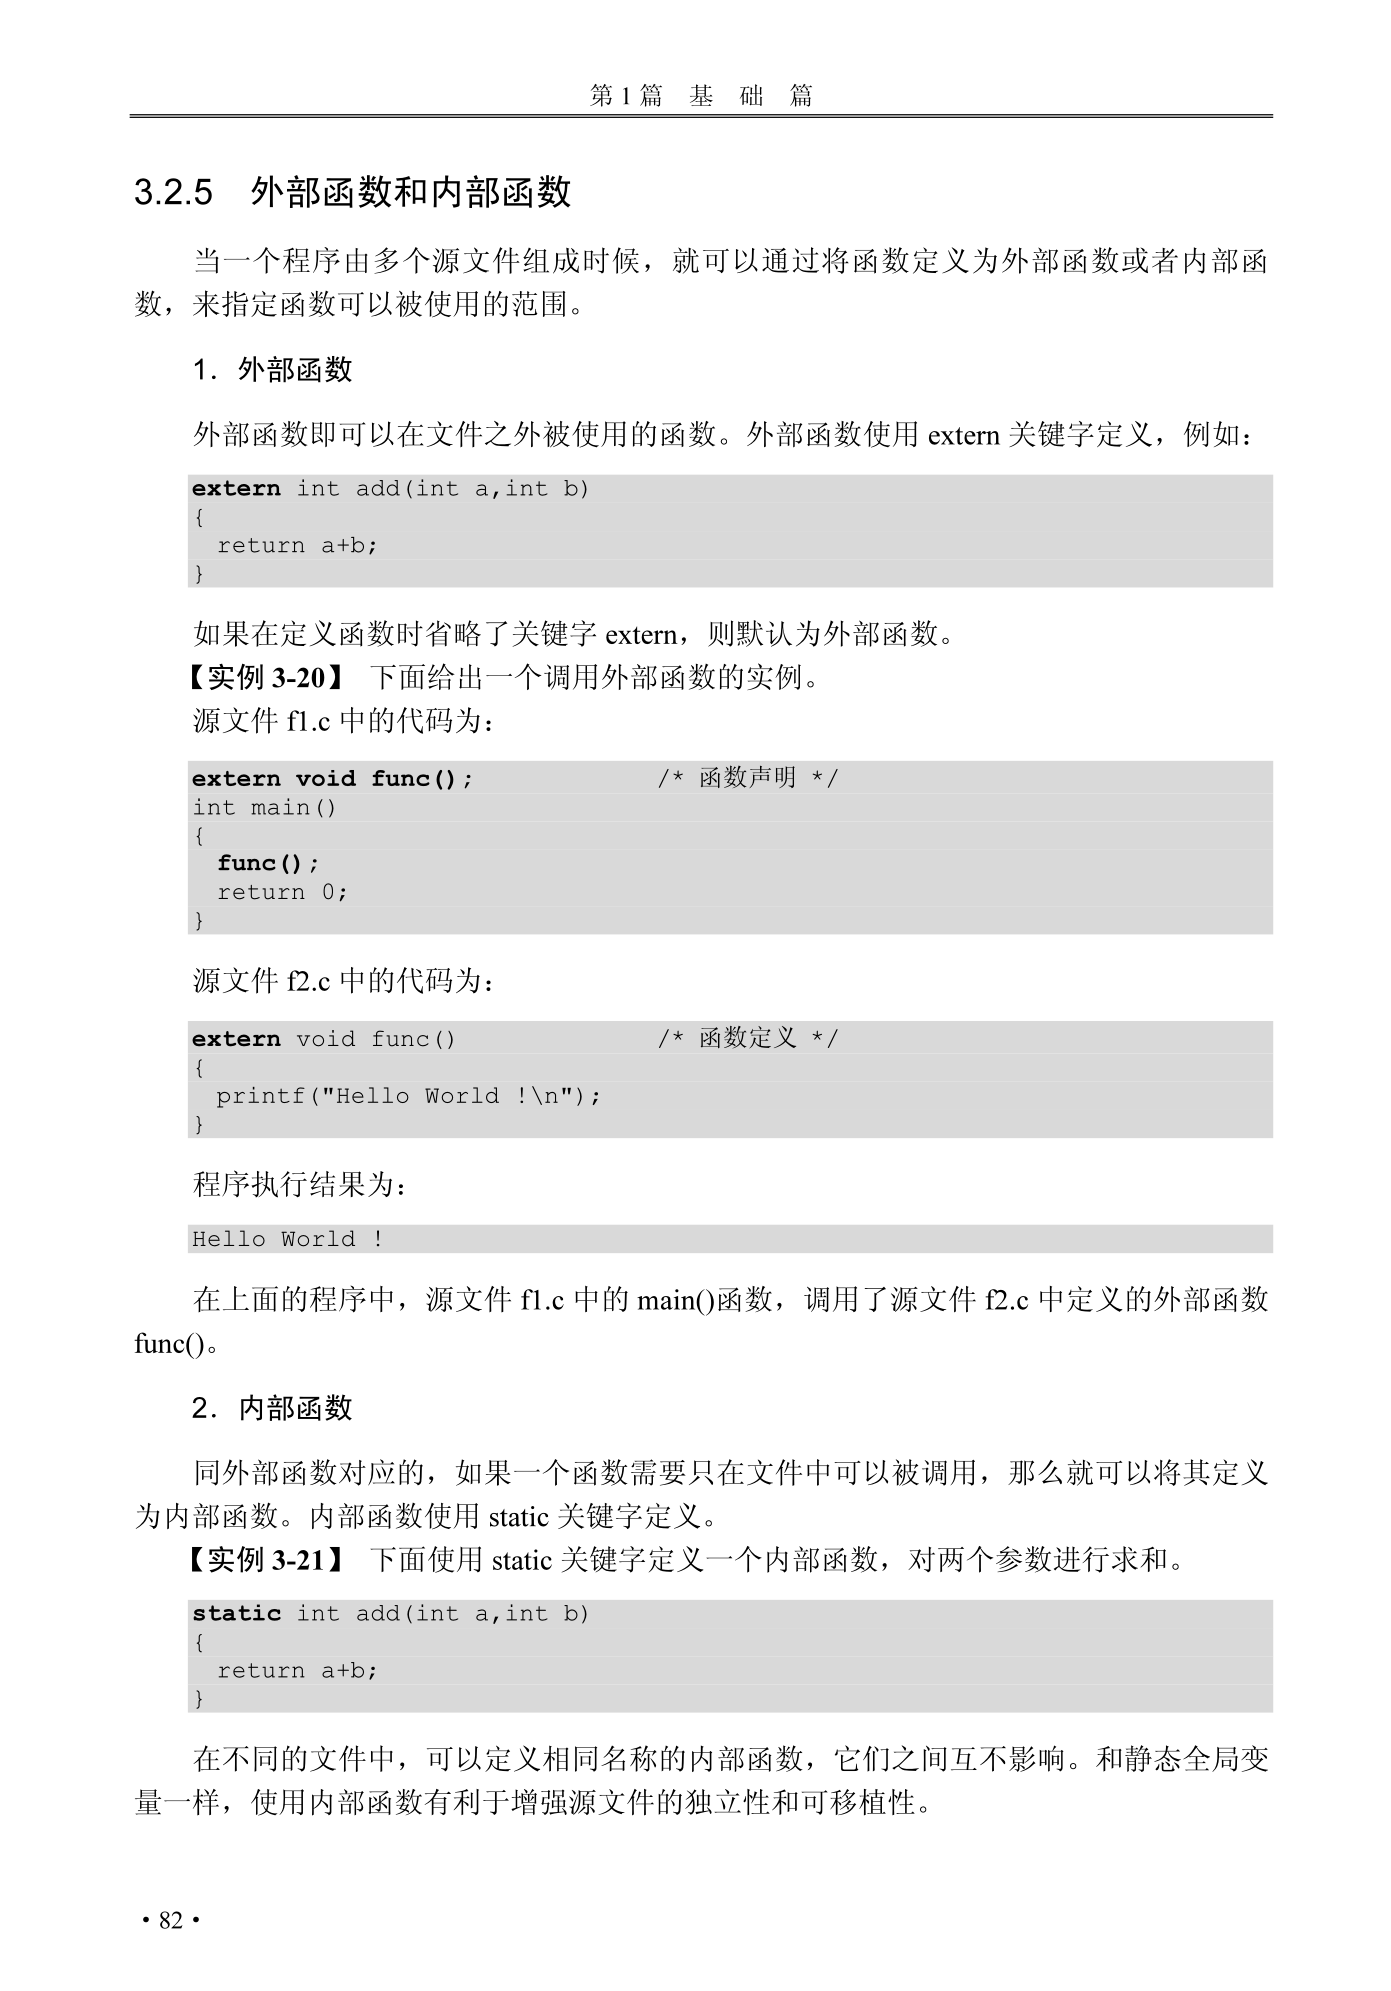 第 1 篇　基　础　篇
3.2.5　外部函数和内部函数
当一个程序由多个源文件组成时候，就可以通过将函数定义为外部函数或者内部函
数，来指定函数可以被使用的范围。
1．外部函数
外部函数即可以在文件之外被使用的函数。外部函数使用 extern 关键字定义，例如：
extern int add(int a,int b)
{
  return a+b;
}
如果在定义函数时省略了关键字 extern，则默认为外部函数。
【实例 3-20】 下面给出一个调用外部函数的实例。
源文件 f1.c 中的代码为：
extern void func();             /* 函数声明 */
int main()
{
  func();
  return 0;
}
源文件 f2.c 中的代码为：
extern void func()              /* 函数定义 */
{
  printf("Hello World !\n");
}
程序执行结果为：
Hello World !
在上面的程序中，源文件 f1.c 中的 main()函数，调用了源文件 f2.c 中定义的外部函数
func()。
2．内部函数
同外部函数对应的，如果一个函数需要只在文件中可以被调用，那么就可以将其定义
为内部函数。内部函数使用 static 关键字定义。
【实例 3-21】 下面使用 static 关键字定义一个内部函数，对两个参数进行求和。
static int add(int a,int b)
{
  return a+b;
}
在不同的文件中，可以定义相同名称的内部函数，它们之间互不影响。和静态全局变
量一样，使用内部函数有利于增强源文件的独立性和可移植性。
• 82 •